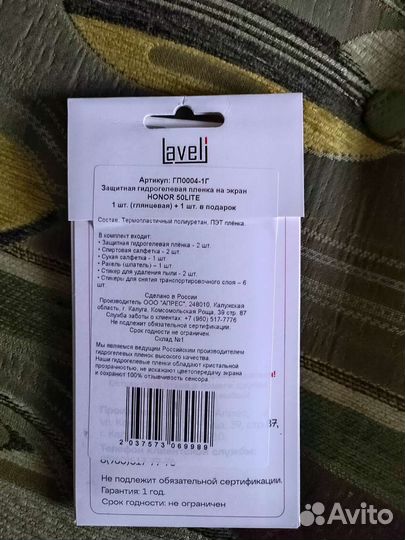 Laveli
Артикул: ГП0004-1Г
Защитная гидрогелевая пленка на экран
HONOR 50LITE
1 шт. (глянцевая) + 1 шт. в подарок
Состав: Термопластичный полиуретан, ПЭТ плёнка.
В комплект входит:
• Защитная гидрогелевая плёнка - 2 шт.
• Спиртовая салфетка - 2 шт.
• Сухая салфетка - 1 шт.
• Ракель (шпатель) - 1 шт.
• Стикер для удаления пыли - 2 шт.
• Стикеры для снятия транспортировочного слоя - 6
шт.
Сделано в России
Производитель ООО "АПРЕС", 248010, Калужская
область, г. Калуга, Комсомольская Роща, 39 стр. 87
Служба заботы о клиентах: +7 (960) 517-7776
Не подлежит обязательной сертификации.
Срок годности не ограничен.
Склад №1
Мы являемся ведущим Российским производителем
гидрогелевых пленок высокого качества.
Наши гидрогелевые пленки обладают кристальной
прозрачностью, не искажают цветопередачу экрана
и сохраняют 100% отзывчивость сенсора.
2037573069989
Не подлежит обязательной сертификации.
Гарантия: 1 год.
Срок годности: не ограничен
Avito